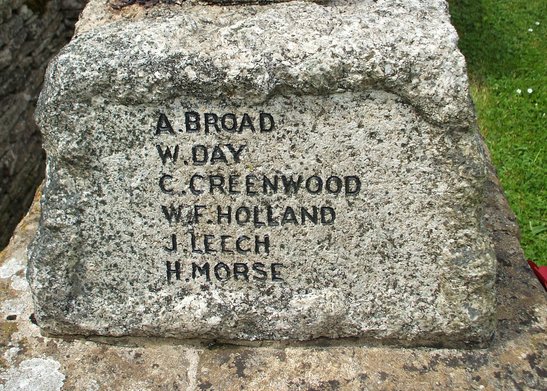 A. BROAD
W. DAY
C. GREENWOOD
W. F. HOLLAND
J. LEECH
H. MORSE